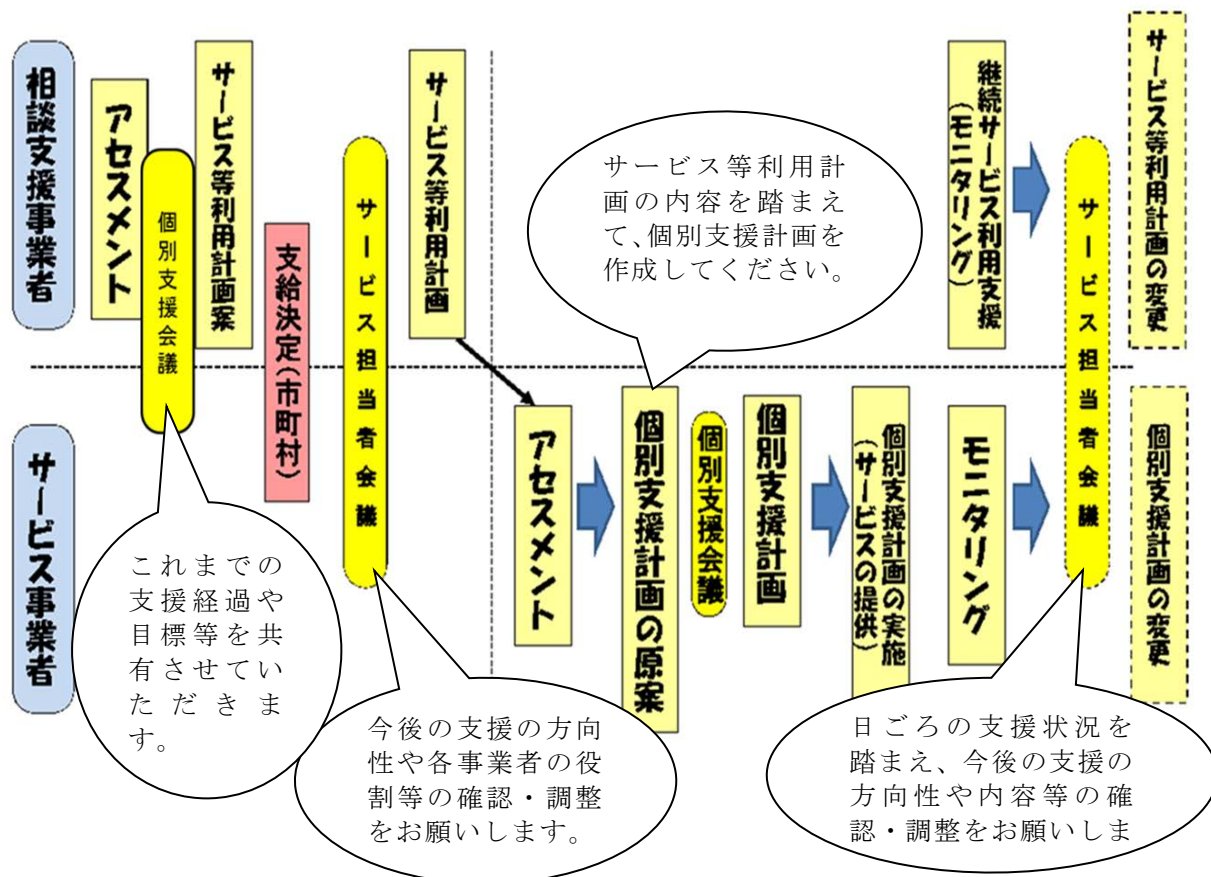 相談支援事業者
アセスメント
個別支援会議
サービス等利用計画案
支給決定(市町村)
サービス担当者会議
サービス等利用計画
継続サービス利用支援
(モニタリング)
サービス担当者会議
サービス等利用計画の変更
サービス等利用計
画の内容を踏まえ
て、個別支援計画を
作成してください。
サービス事業者
アセスメント
個別支援計画の原案
個別支援会議
個別支援計画
個別支援計画の実施
(サービスの提供)
モニタリング
個別支援計画の変更
これまでの
支援経過や
目標等を共
有させてい
ただきま
す。
今後の支援の方向
性や各事業者の役
割等の確認・調整
をお願いします。
日ごろの支援状況を
踏まえ、今後の支援の
方向性や内容等の確
認・調整をお願いしま